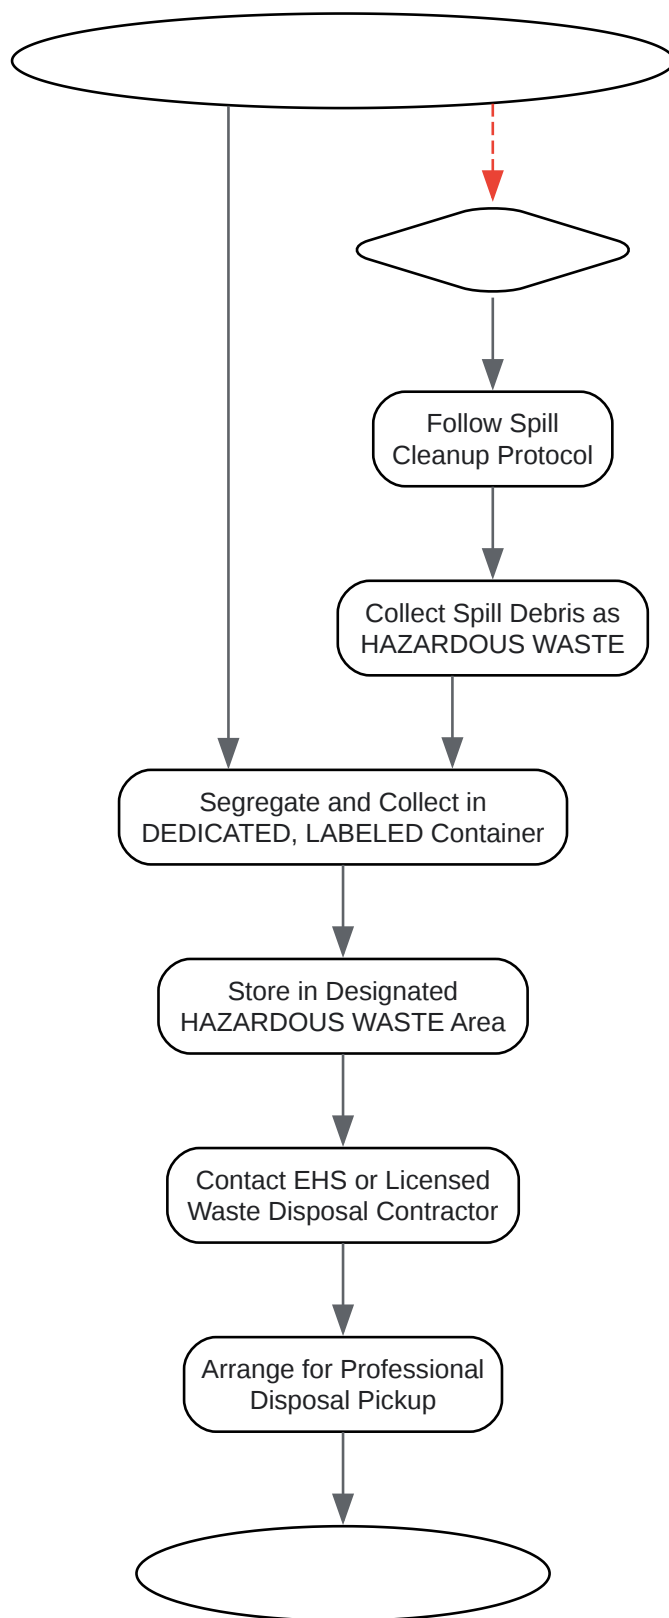 Follow Spill
Cleanup Protocol
Collect Spill Debris as
HAZARDOUS WASTE
Segregate and Collect in
DEDICATED, LABELED Container
Store in Designated
HAZARDOUS WASTE Area
Contact EHS or Licensed
Waste Disposal Contractor
Arrange for Professional
Disposal Pickup